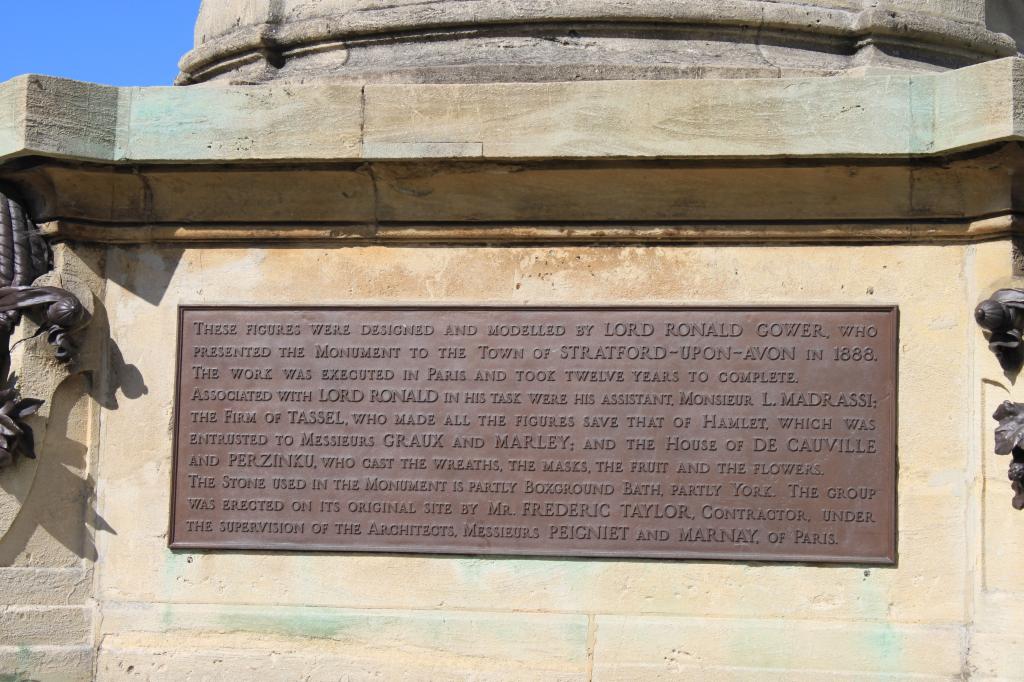 THESE FIGURES WERE DESIGNED AND MODELLED BY LORD RONALD GOWER, WHO
PRESENTED THE MONUMENT TO THE TOWN OF STRATFORD-UPON-AVON IN 1888.
THE WORK WAS EXECUTED IN PARIS AND TOOK TWELVE YEARS TO COMPLETE.
ASSOCIATED WITH LORD RONALD IN HIS TASK WERE HIS ASSISTANT, MONSIEUR L. MADRASSI;
THE FIRM OF TASSEL, WHO MADE ALL THE FIGURES SAVE THAT OF HAMLET, WHICH WAS
ENTRUSTED TO MESSIEURS GRAUX AND MARLEY; AND THE HOUSE OF DE CAUVILLE
AND PERZINKU, WHO CAST THE WREATHS, THE MASKS, THE FRUIT AND THE FLOWERS.
THE STONE USED IN THE MONUMENT IS PARTLY BOXGROUND BATH, PARTLY YORK. THE GROUP
WAS ERECTED ON ITS ORIGINAL SITE BY MR. FREDERIC TAYLOR, CONTRACTOR, UNDER
THE SUPERVISION OF THE ARCHITECTS, MESSIEURS PEIGNIET AND MARNAY, OF PARIS.